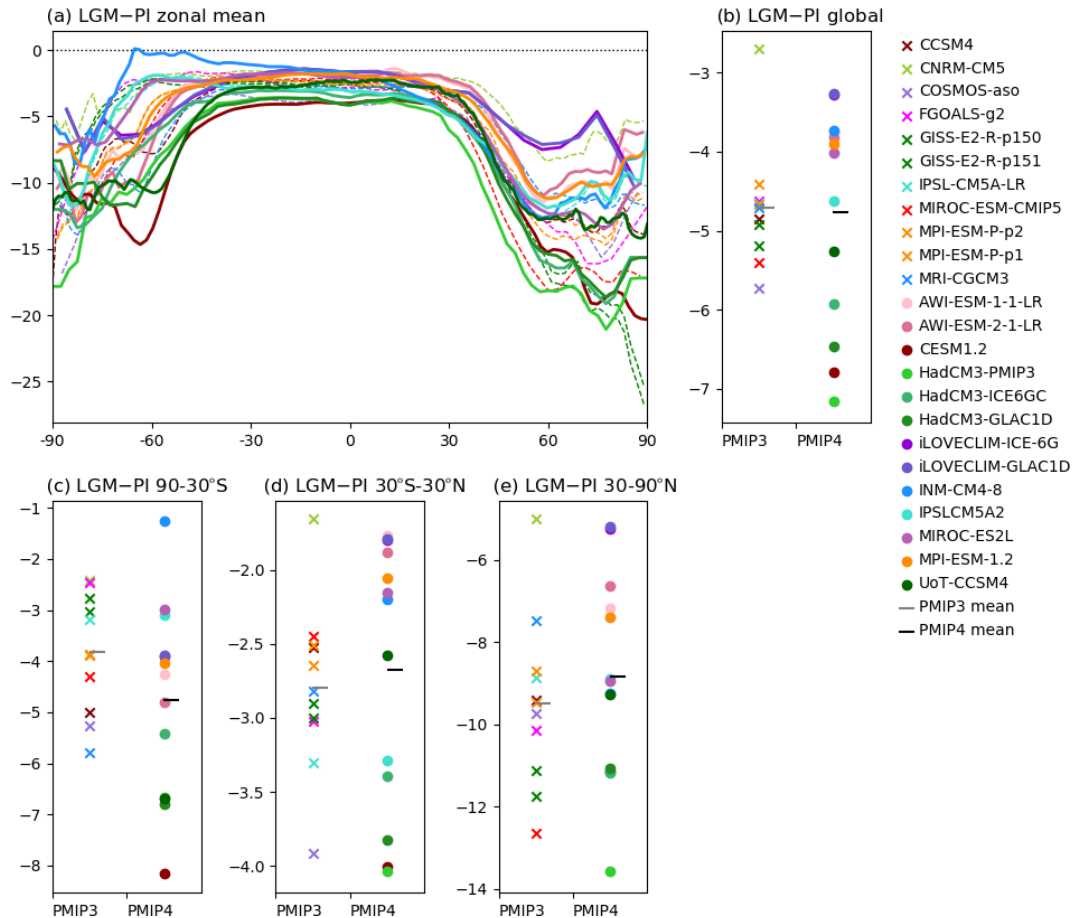 (a) LGM−PI zonal mean
0
−5
−10
−15
−20
−25
-90
-60
-30
0
30
60
90
(b) LGM−PI global
−3
−4
−5
−6
−7
PMIP3
PMIP4
CCSM4
CNRM-CM5
COSMOS-aso
FGOALS-g2
GISS-E2-R-p150
GISS-E2-R-p151
IPSL-CM5A-LR
MIROC-ESM-CMIP5
MPI-ESM-P-p2
MPI-ESM-P-p1
MRI-CGCM3
AWI-ESM-1-1-LR
AWI-ESM-2-1-LR
CESM1.2
HadCM3-PMIP3
HadCM3-ICE6GC
HadCM3-GLAC1D
iLOVECLIM-ICE-6G
iLOVECLIM-GLAC1D
INM-CM4-8
IPSLCM5A2
MIROC-ES2L
MPI-ESM-1.2
UoT-CCSM4
PMIP3 mean
PMIP4 mean
(c) LGM−PI 90-30°S
−1
−2
−3
−4
−5
−6
−7
−8
PMIP3
PMIP4
(d) LGM−PI 30°S-30°N
−2.0
−2.5
−3.0
−3.5
−4.0
PMIP3
PMIP4
(e) LGM−PI 30-90°N
−6
−8
−10
−12
−14
PMIP3
PMIP4